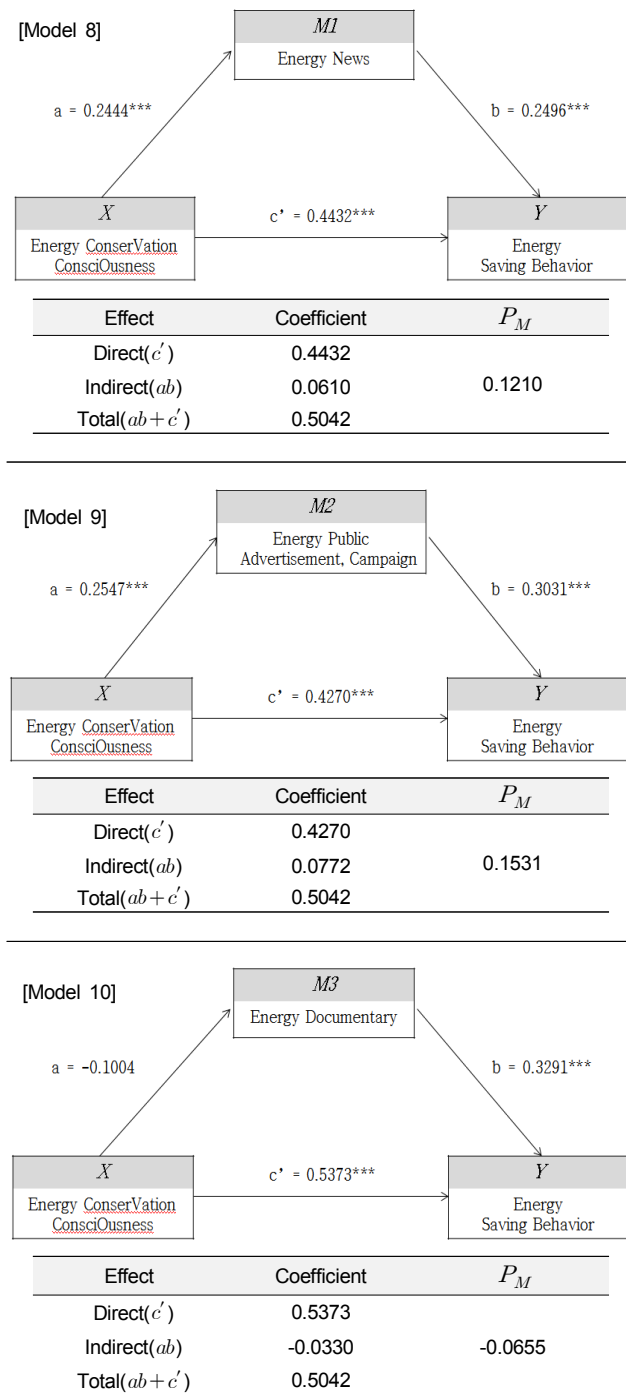 [Model 8]
M1
Energy News
a = 0.2444***
b = 0.2496***
X
Energy ConserVation
ConsciOusness
c' = 0.4432***
Y
Energy
Saving Behavior
Effect Coefficient P_M
Direct(c′) 0.4432
Indirect(ab) 0.0610 0.1210
Total(ab+c′) 0.5042
[Model 9]
M2
Energy Public
Advertisement, Campaign
a = 0.2547***
b = 0.3031***
X
Energy ConserVation
ConsciOusness
c' = 0.4270***
Y
Energy
Saving Behavior
Effect Coefficient P_M
Direct(c′) 0.4270
Indirect(ab) 0.0772 0.1531
Total(ab+c′) 0.5042
[Model 10]
M3
Energy Documentary
a = -0.1004
b = 0.3291***
X
Energy ConserVation
ConsciOusness
c' = 0.5373***
Y
Energy
Saving Behavior
Effect Coefficient P_M
Direct(c′) 0.5373
Indirect(ab) -0.0330 -0.0655
Total(ab+c′) 0.5042